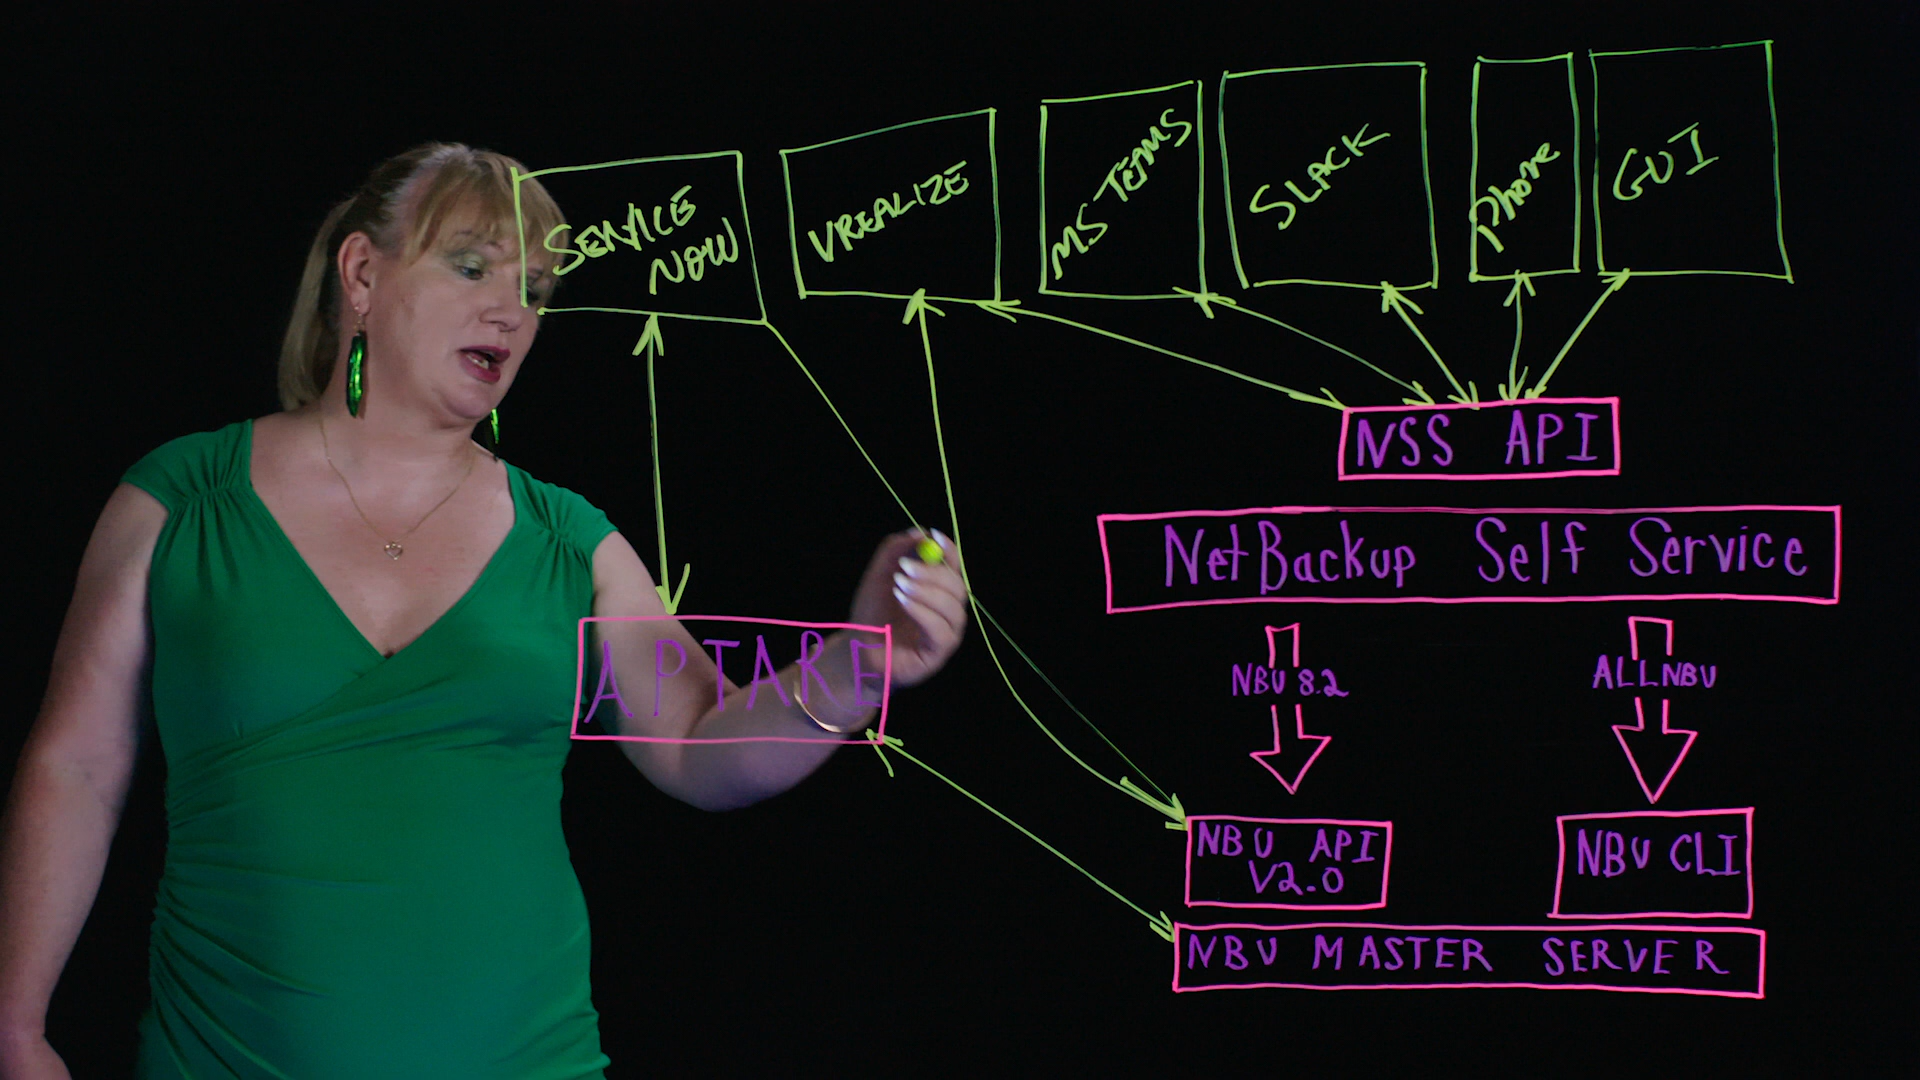 SERVICE
NOW
VREALIZE
MS TEAMS
SLACK
Phone
GUI
NSS API
NetBackup Self Service
APTARE
NBU 8.2
ALL NBU
NBU API
V2.0
NBU CLI
NBU MASTER SERVER